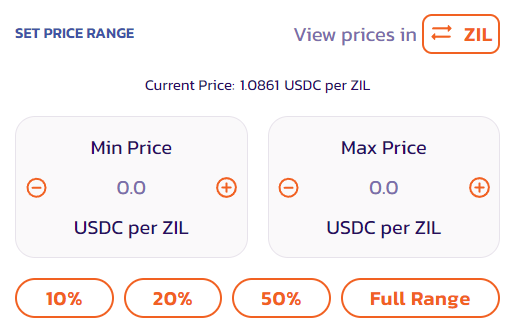 SET PRICE RANGE
View prices in ZIL
Current Price: 1.0861 USDC per ZIL
Min Price
0.0
USDC per ZIL
Max Price
0.0
USDC per ZIL
10%
20%
50%
Full Range